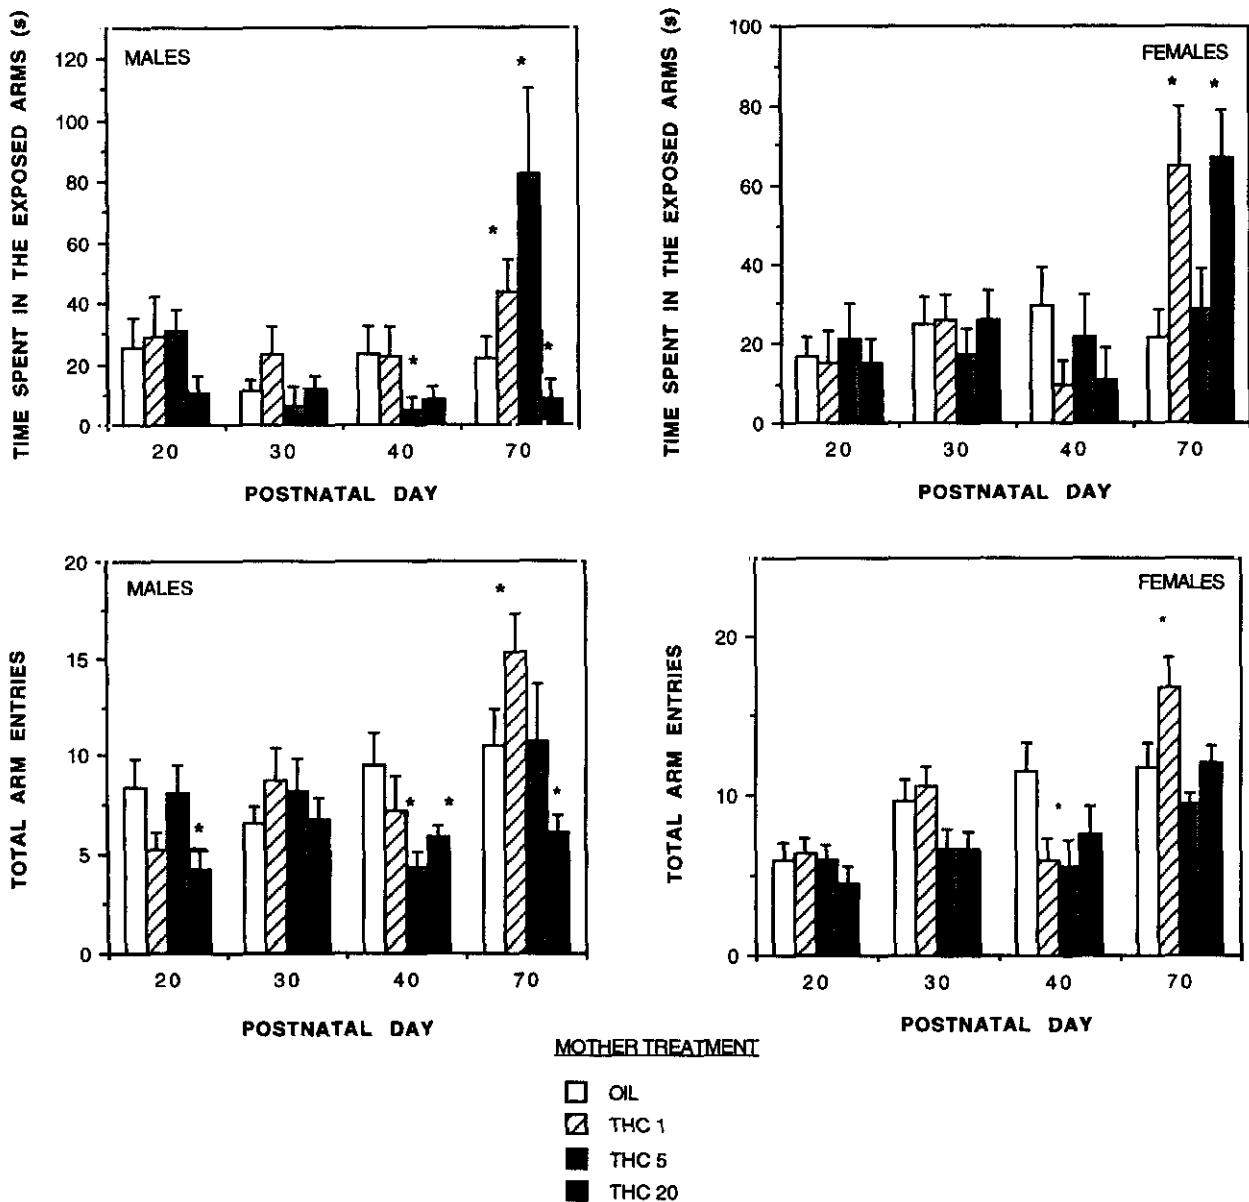 TIME SPENT IN THE EXPOSED ARMS (s)
MALES
*
*
*
*
120
100
80
60
40
20
0
20 30 40 70
POSTNATAL DAY
TIME SPENT IN THE EXPOSED ARMS (s)
FEMALES
* *
100
80
60
40
20
0
20 30 40 70
POSTNATAL DAY
TOTAL ARM ENTRIES
MALES
*
*
* *
*
20
15
10
5
0
20 30 40 70
POSTNATAL DAY
TOTAL ARM ENTRIES
FEMALES
*
*
20
10
0
20 30 40 70
POSTNATAL DAY
MOTHER TREATMENT
OIL
THC 1
THC 5
THC 20